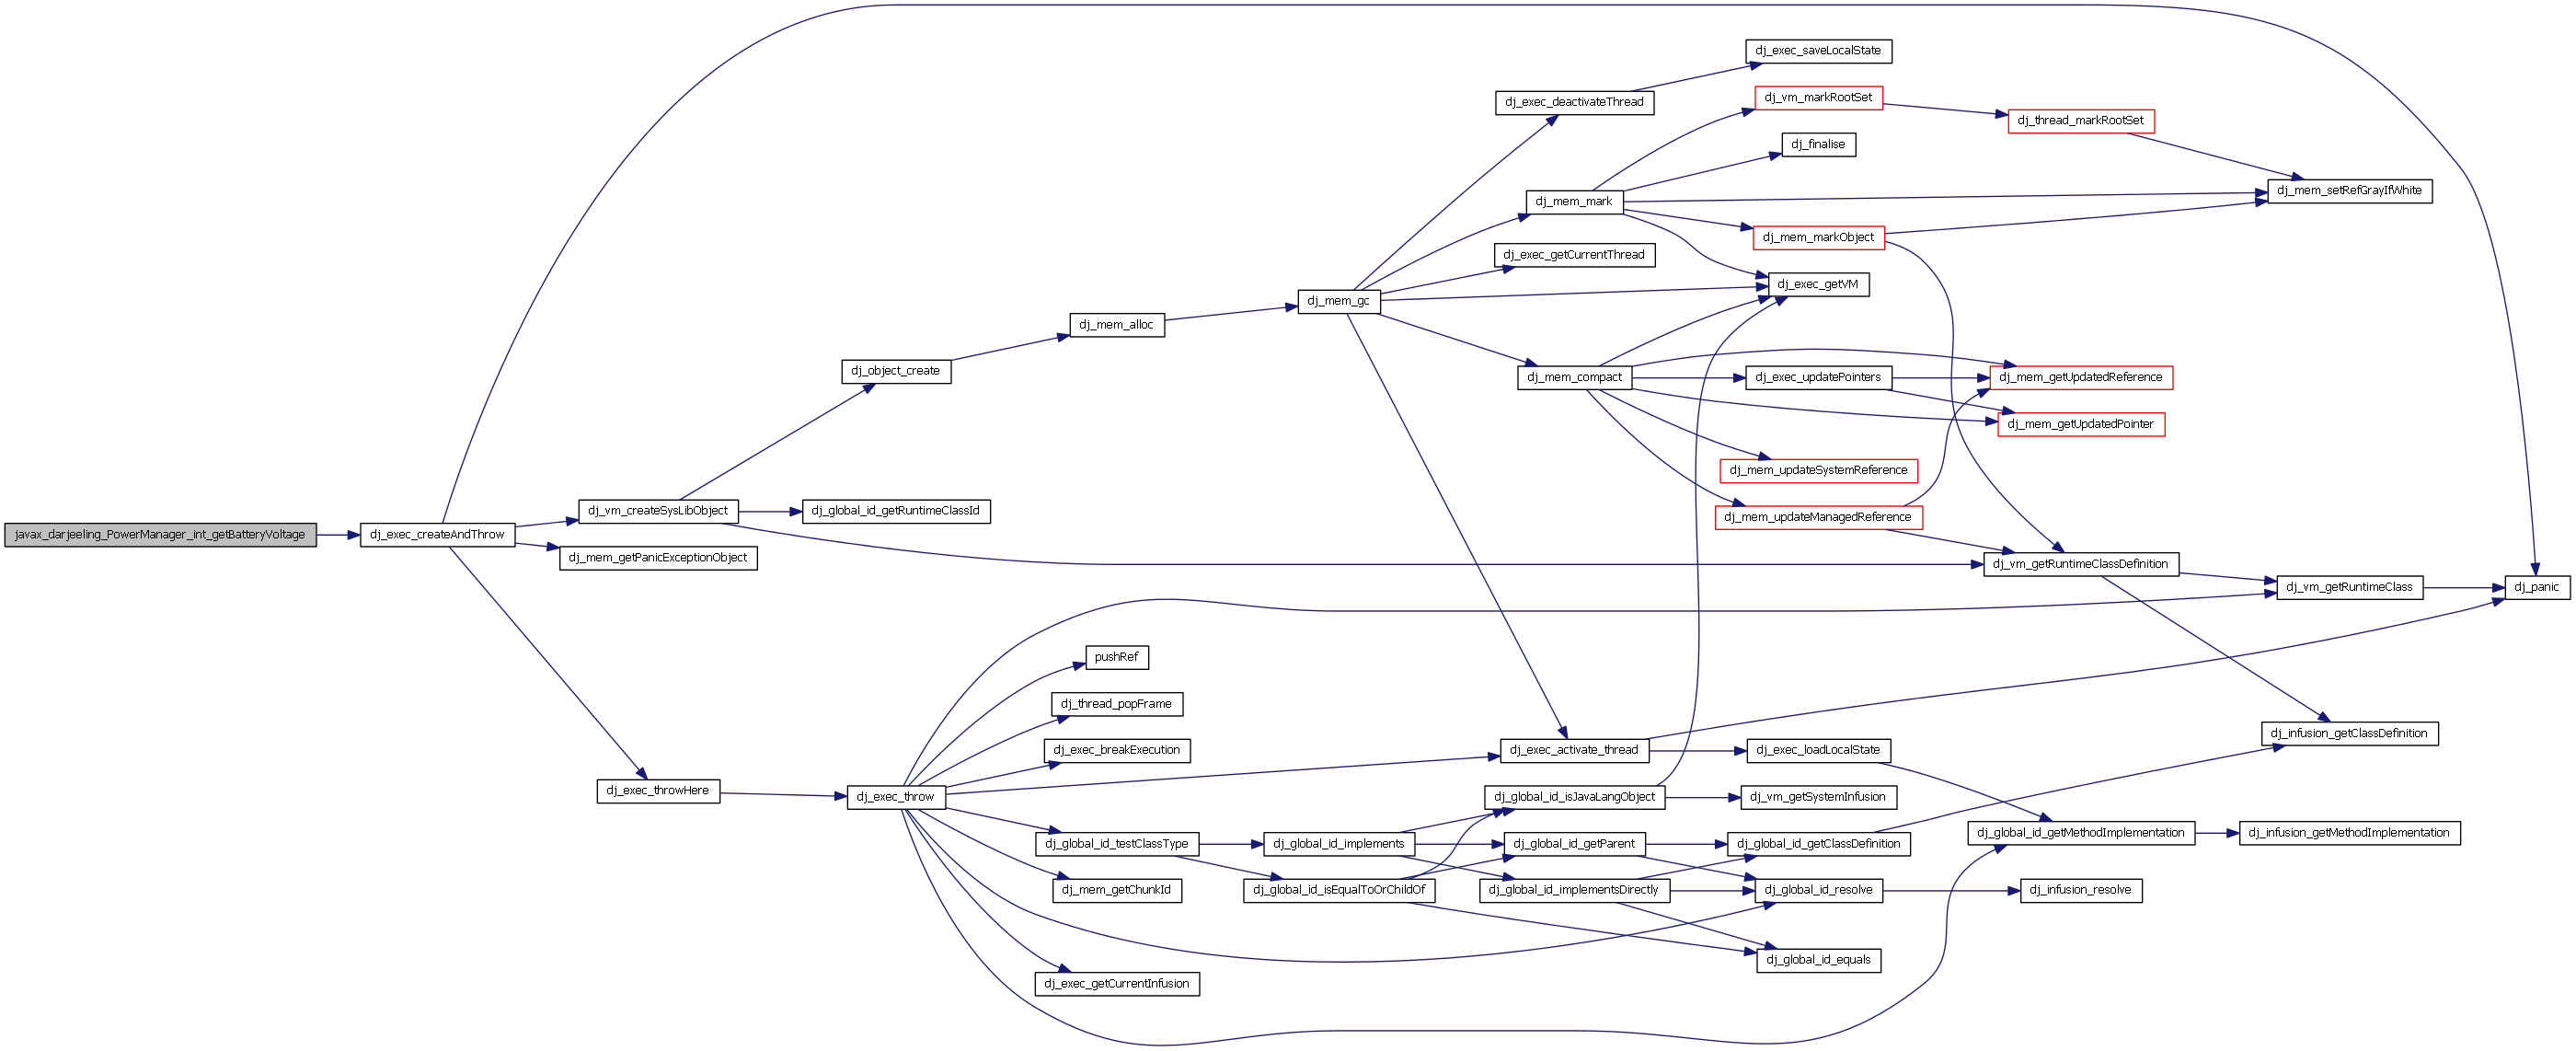 dj_exec_saveLocalState
dj_exec_deactivateThread
dj_vm_markRootSet
dj_thread_markRootSet
dj_finalise
dj_mem_setRefGrayIfWhite
dj_mem_mark
dj_mem_markObject
dj_exec_getCurrentThread
dj_exec_getVM
dj_mem_gc
dj_mem_alloc
dj_object_create
dj_mem_compact
dj_exec_updatePointers
dj_mem_getUpdatedReference
dj_mem_getUpdatedPointer
dj_mem_updateSystemReference
dj_vm_createSysLibObject
dj_global_id_getRuntimeClassId
dj_mem_updateManagedReference
javax_darjeeling_PowerManager_int_getBatteryVoltage
dj_exec_createAndThrow
dj_mem_getPanicExceptionObject
dj_vm_getRuntimeClassDefinition
dj_vm_getRuntimeClass
dj_panic
pushRef
dj_thread_popFrame
dj_infusion_getClassDefinition
dj_exec_breakExecution
dj_exec_activate_thread
dj_exec_loadLocalState
dj_exec_throwHere
dj_exec_throw
dj_global_id_isJavaLangObject
dj_vm_getSystemInfusion
dj_global_id_testClassType
dj_global_id_implements
dj_global_id_getParent
dj_global_id_getClassDefinition
dj_global_id_getMethodImplementation
dj_infusion_getMethodImplementation
dj_mem_getChunkId
dj_global_id_isEqualToOrChildOf
dj_global_id_implementsDirectly
dj_global_id_resolve
dj_infusion_resolve
dj_global_id_equals
dj_exec_getCurrentInfusion